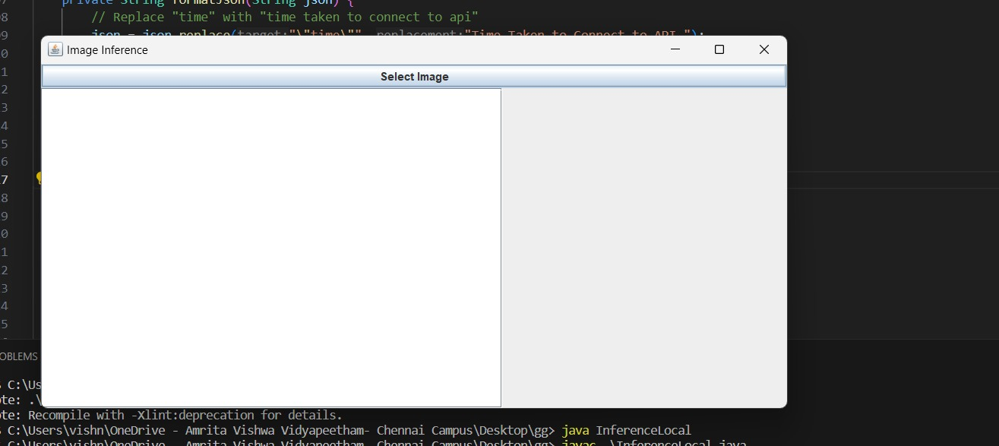 private String formatJson(String json) {
8 // Replace "time" with "time taken to connect to api"
9 json = json.replace(target:"\"time\"", replacement:"Time Taken to Connect to API ");
0
Image Inference
1
Select Image
2
3
4
5
6
7
8
9
0
1
2
3
4
5
OBLEMS
C:\Us
ote: .\
ote: Recompile with -Xlint:deprecation for details.
C:\Users\vishn\OneDrive - Amrita Vishwa Vidyapeetham- Chennai Campus\Desktop\gg> java InferenceLocal
C:\Users\vishn\OneDrive - Amrita Vishwa Vidyapeetham- Chennai Campus\Desktop\gg> javac .\InferenceLocal.java